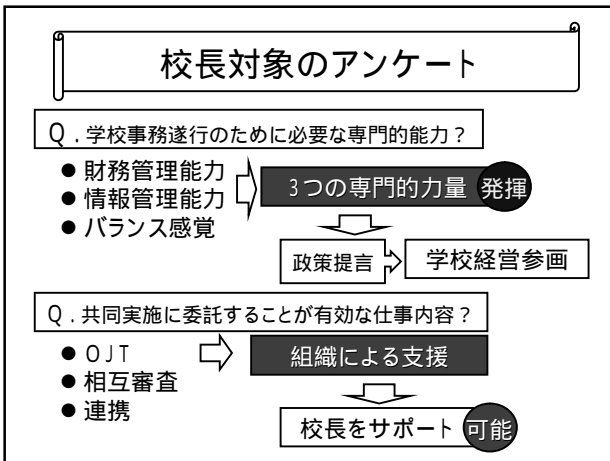 校長対象のアンケート
Q．学校事務遂行のために必要な専門的能力？
● 財務管理能力
● 情報管理能力
● バランス感覚
3つの専門的力量 発揮
政策提言 学校経営参画
Q．共同実施に委託することが有効な仕事内容？
● OJT
● 相互審査
● 連携
組織による支援
校長をサポート 可能